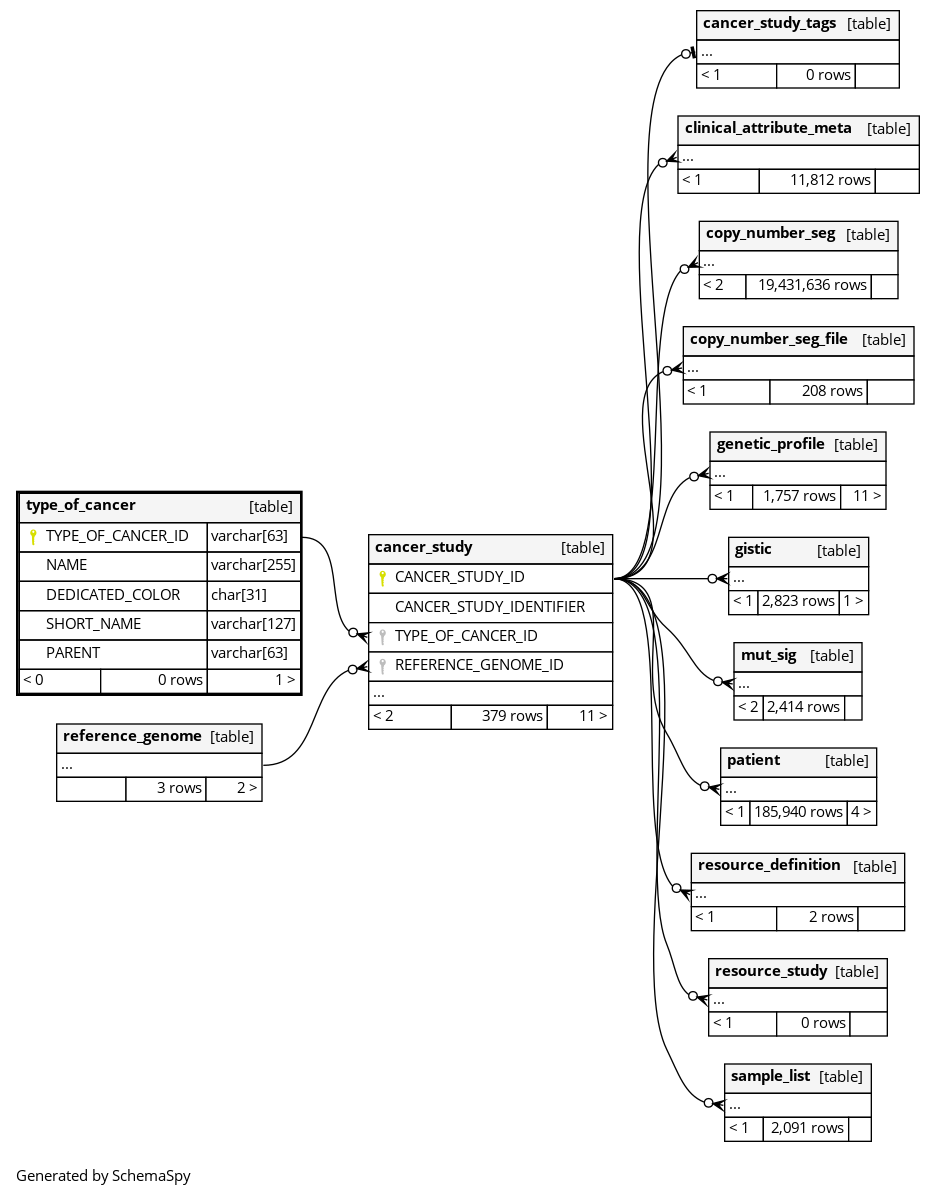 cancer_study_tags [table]
...
< 1 0 rows
clinical_attribute_meta [table]
...
< 1 11,812 rows
copy_number_seg [table]
...
< 2 19,431,636 rows
copy_number_seg_file [table]
...
< 1 208 rows
genetic_profile [table]
...
< 1 1,757 rows 11 >
type_of_cancer [table]
TYPE_OF_CANCER_ID varchar[63]
NAME varchar[255]
DEDICATED_COLOR char[31]
SHORT_NAME varchar[127]
PARENT varchar[63]
< 0 0 rows 1 >
cancer_study [table]
CANCER_STUDY_ID
CANCER_STUDY_IDENTIFIER
TYPE_OF_CANCER_ID
REFERENCE_GENOME_ID
...
< 2 379 rows 11 >
gistic [table]
...
< 1 2,823 rows 1 >
mut_sig [table]
...
< 2 2,414 rows
reference_genome [table]
...
3 rows 2 >
patient [table]
...
< 1 185,940 rows 4 >
resource_definition [table]
...
< 1 2 rows
resource_study [table]
...
< 1 0 rows
sample_list [table]
...
< 1 2,091 rows
Generated by SchemaSpy